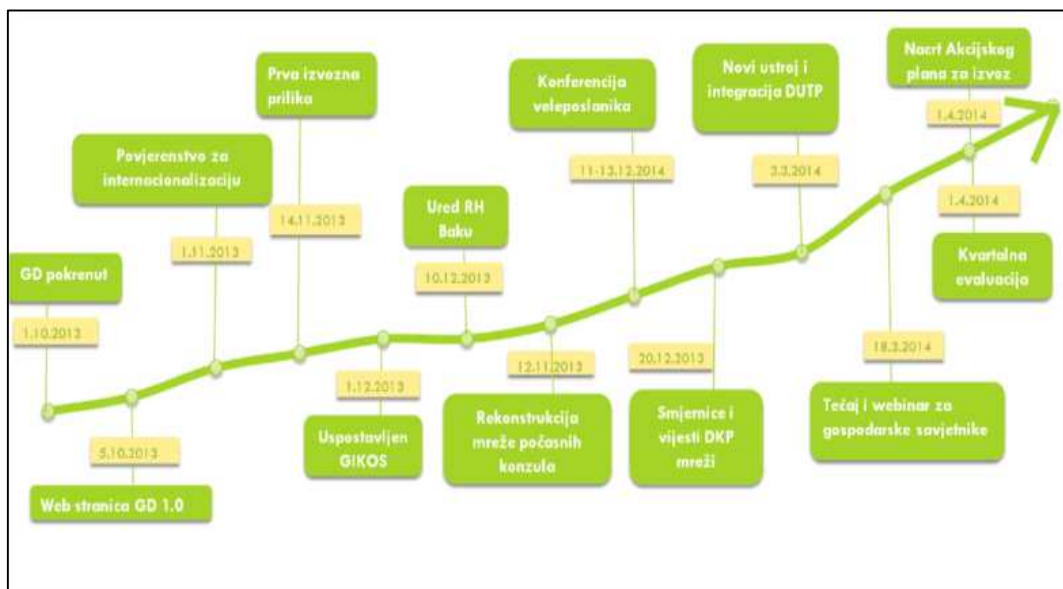 GD pokrenut
1.10.2013
5.10.2013
Web stranica GD 1.0
Povjerenstvo za
internacionalizaciju
1.11.2013
Prva izvozna
prilika
14.11.2013
1.12.2013
Uspostavljen
GIKOS
Ured RH
Baku
10.12.2013
12.11.2013
Rekonstrukcija
mreže počasnih
konzula
Konferencija
veleposlanika
11-13.12.2014
20.12.2013
Smjernice i
vijesti DKP
mreži
Novi ustroj i
integracija DUTP
3.3.2014
18.3.2014
Tečaj i webinar za
gospodarske savjetnike
Nacrt Akcijskog
plana za izvoz
1.4.2014
1.4.2014
Kvartalna
evaluacija